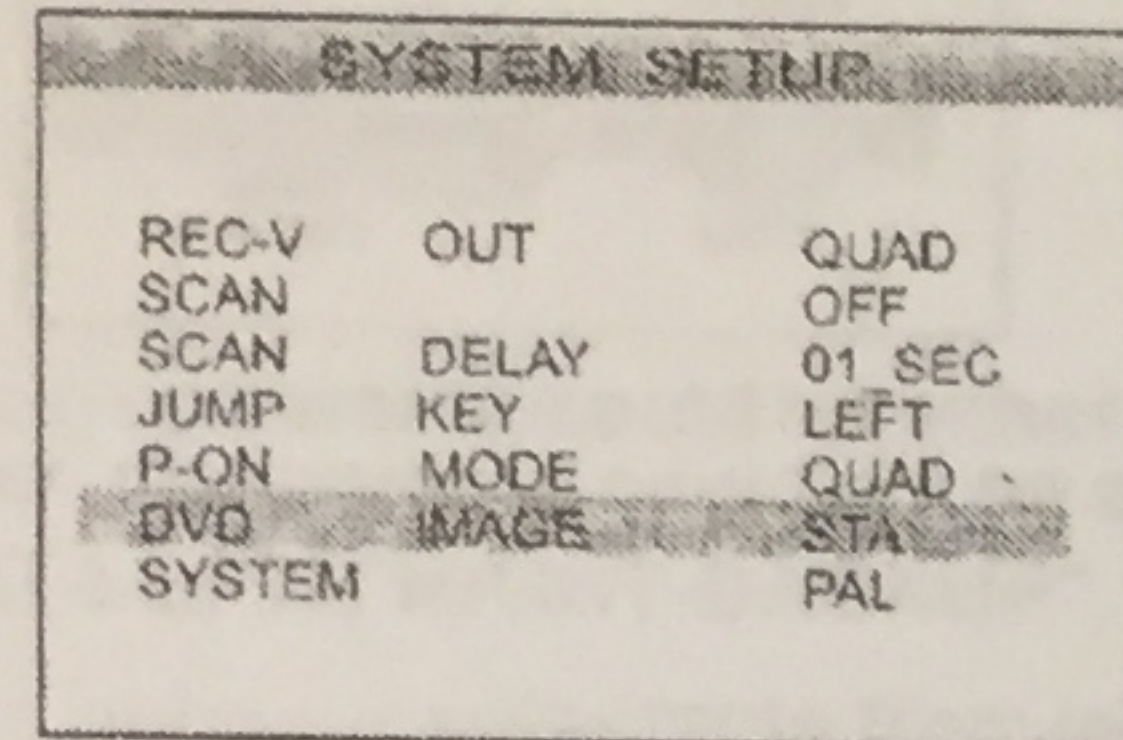 SYSTEM SETUP
REC-V OUT QUAD
SCAN OFF
SCAN DELAY 01_SEC
JUMP KEY LEFT
P-ON MODE QUAD
DVD IMAGE STA
SYSTEM PAL